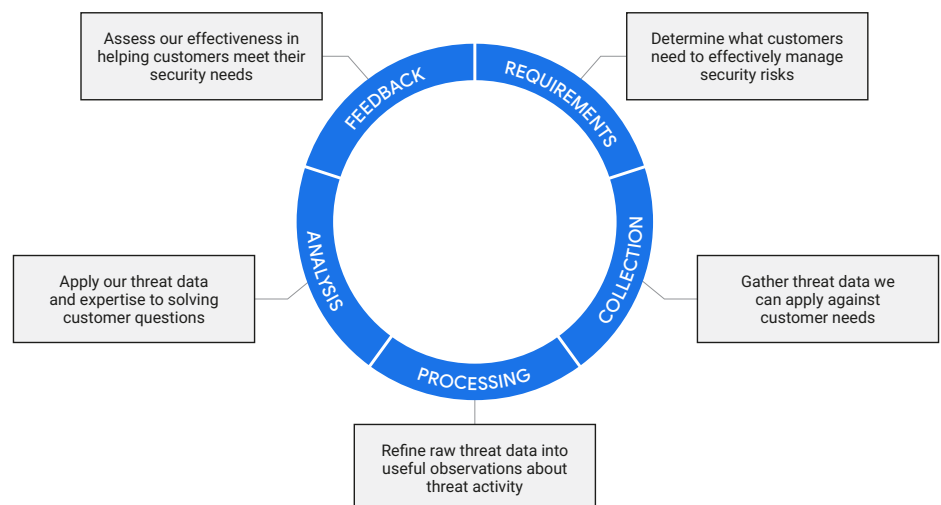 Assess our effectiveness in
helping customers meet their
security needs
Determine what customers
need to effectively manage
security risks
FEEDBACK
REQUIREMENTS
ANALYSIS
COLLECTION
PROCESSING
Apply our threat data
and expertise to solving
customer questions
Gather threat data we
can apply against
customer needs
Refine raw threat data into
useful observations about
threat activity